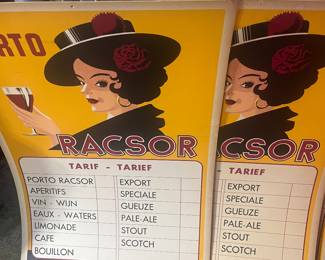 PORTO
RACSOR
TARIF - TARIEF
PORTO RACSOR
APERITIFS
VIN - WIJN
EAUX - WATERS
LIMONADE
CAFE
BOUILLON
EXPORT
SPECIALE
GUEUZE
PALE-ALE
STOUT
SCOTCH
RACSOR
TARIEF
EXPORT
SPECIALE
GUEUZE
PALE-ALE
STOUT
SCOTCH